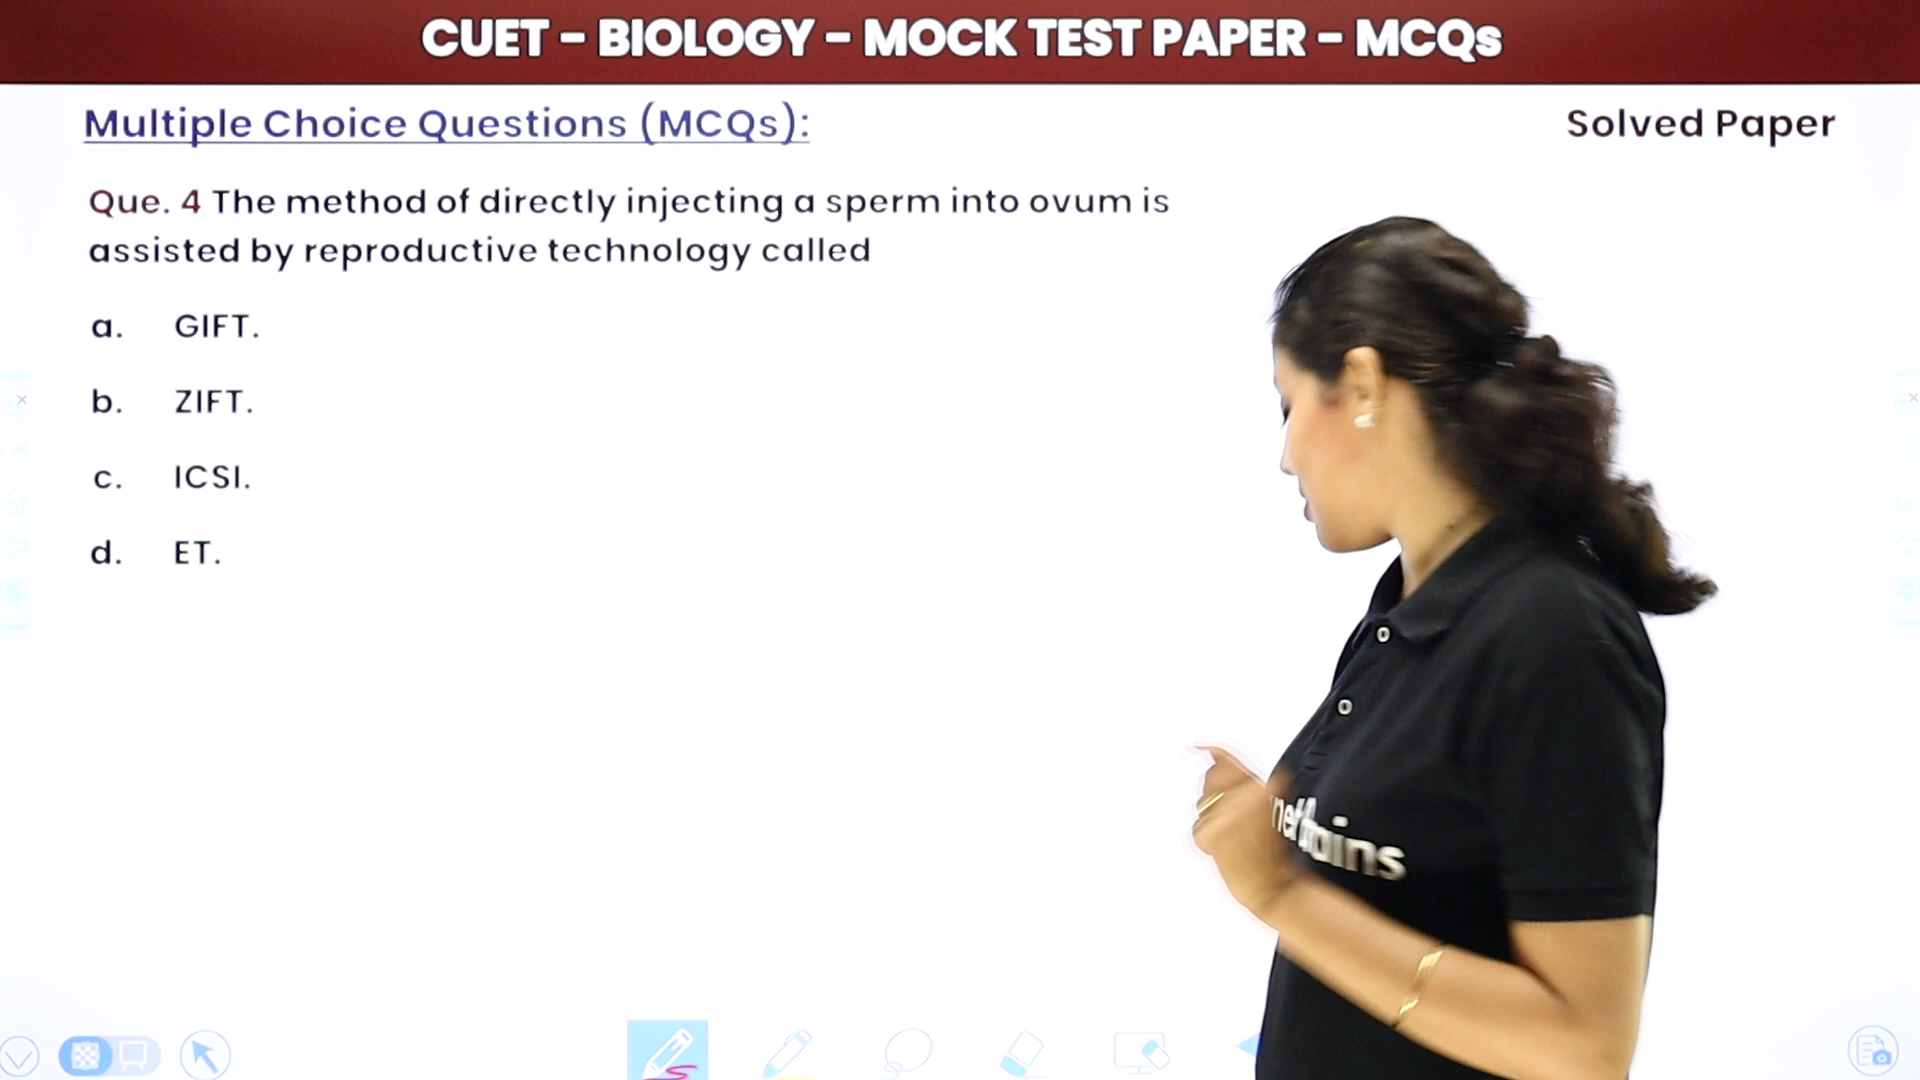 CUET - BIOLOGY - MOCK TEST PAPER - MCQs
Multiple Choice Questions (MCQs):
Solved Paper
Que. 4 The method of directly injecting a sperm into ovum is
assisted by reproductive technology called
a. GIFT.
b. ZIFT.
c. ICSI.
d. ET.